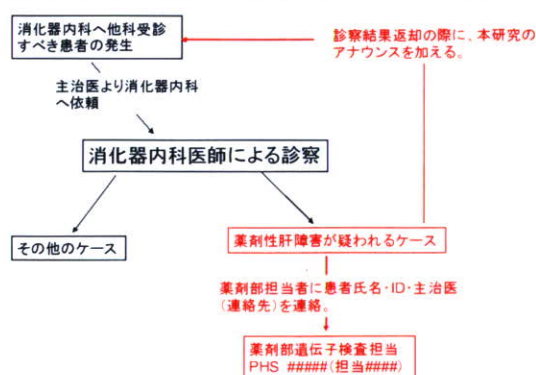 消化器内科へ他科受診
すべき患者の発生
診察結果返却の際に、本研究の
アナウンスを加える。
主治医より消化器内科
へ依頼
消化器内科医師による診察
その他のケース
薬剤性肝障害が疑われるケース
薬剤部担当者に患者氏名・ID・主治医
(連絡先)を連絡。
薬剤部遺伝子検査担当
PHS #####(担当####)